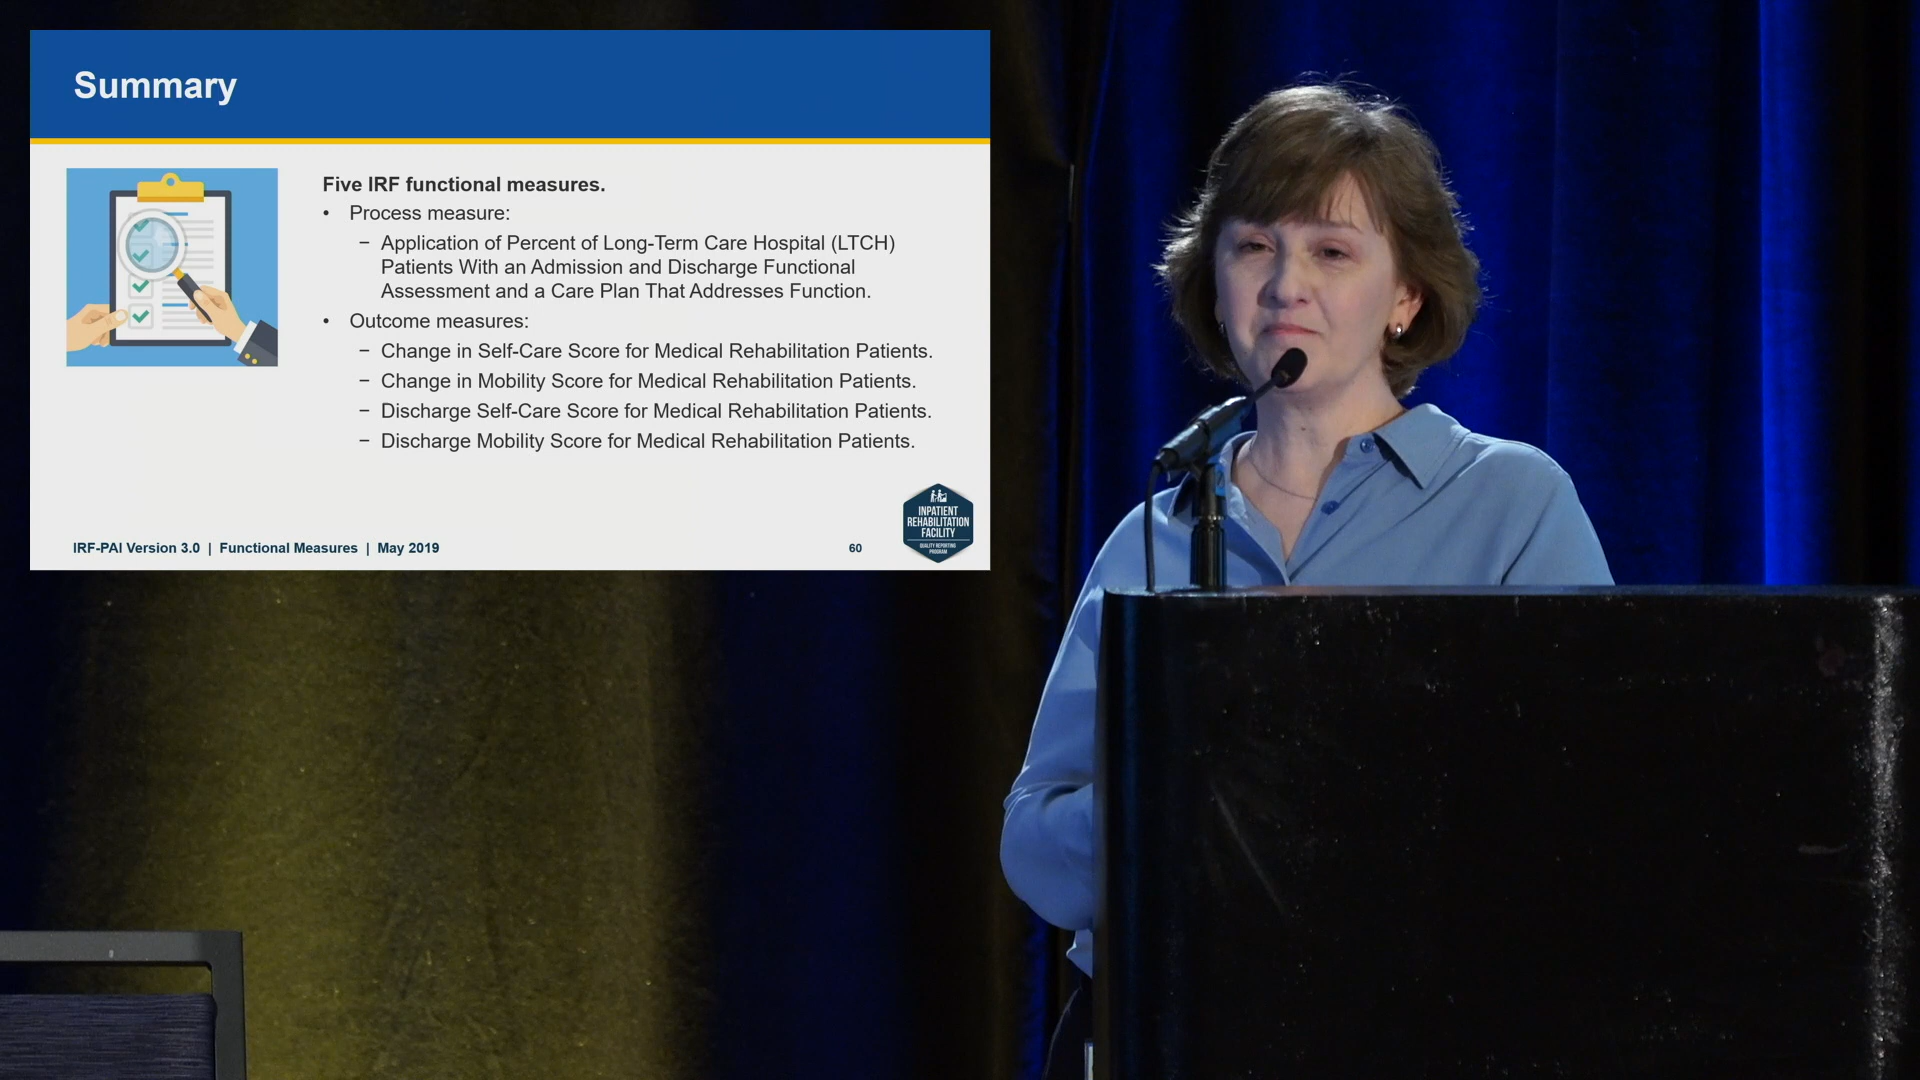 Summary
Five IRF functional measures.
• Process measure:
– Application of Percent of Long-Term Care Hospital (LTCH)
Patients With an Admission and Discharge Functional
Assessment and a Care Plan That Addresses Function.
• Outcome measures:
– Change in Self-Care Score for Medical Rehabilitation Patients.
– Change in Mobility Score for Medical Rehabilitation Patients.
– Discharge Self-Care Score for Medical Rehabilitation Patients.
– Discharge Mobility Score for Medical Rehabilitation Patients.
INPATIENT
REHABILITATION
FACILITY
QUALITY REPORTING
PROGRAM
IRF-PAI Version 3.0 | Functional Measures | May 2019
60